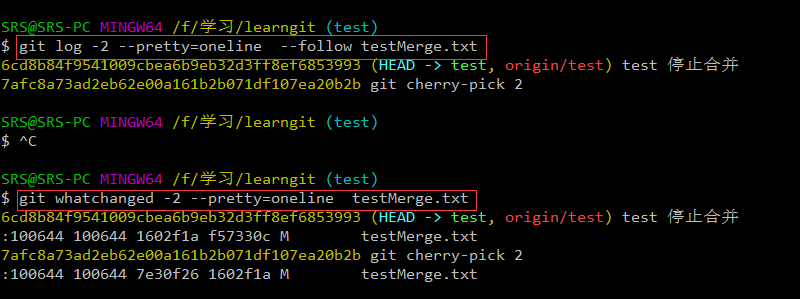 SRS@SRS-PC MINGW64 /f/学习/learngit (test)
$ git log -2 --pretty=oneline  --follow testMerge.txt
6cd8b84f9541009cbea6b9eb32d3ff8ef6853993 (HEAD -> test, origin/test) test 停止合并
7afc8a73ad2eb62e00a161b2b071df107ea20b2b git cherry-pick 2
SRS@SRS-PC MINGW64 /f/学习/learngit (test)
$ ^C
SRS@SRS-PC MINGW64 /f/学习/learngit (test)
$ git whatchanged -2 --pretty=oneline  testMerge.txt
6cd8b84f9541009cbea6b9eb32d3ff8ef6853993 (HEAD -> test, origin/test) test 停止合并
:100644 100644 1602f1a f57330c M        testMerge.txt
7afc8a73ad2eb62e00a161b2b071df107ea20b2b git cherry-pick 2
:100644 100644 7e30f26 1602f1a M        testMerge.txt